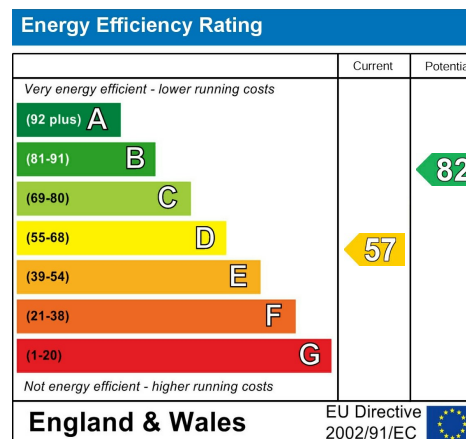 Energy Efficiency Rating
Current Potential
Very energy efficient - lower running costs
(92 plus) A
(81-91) B
82
(69-80) C
(55-68) D
57
(39-54) E
(21-38) F
(1-20) G
Not energy efficient - higher running costs
England & Wales
EU Directive
2002/91/EC